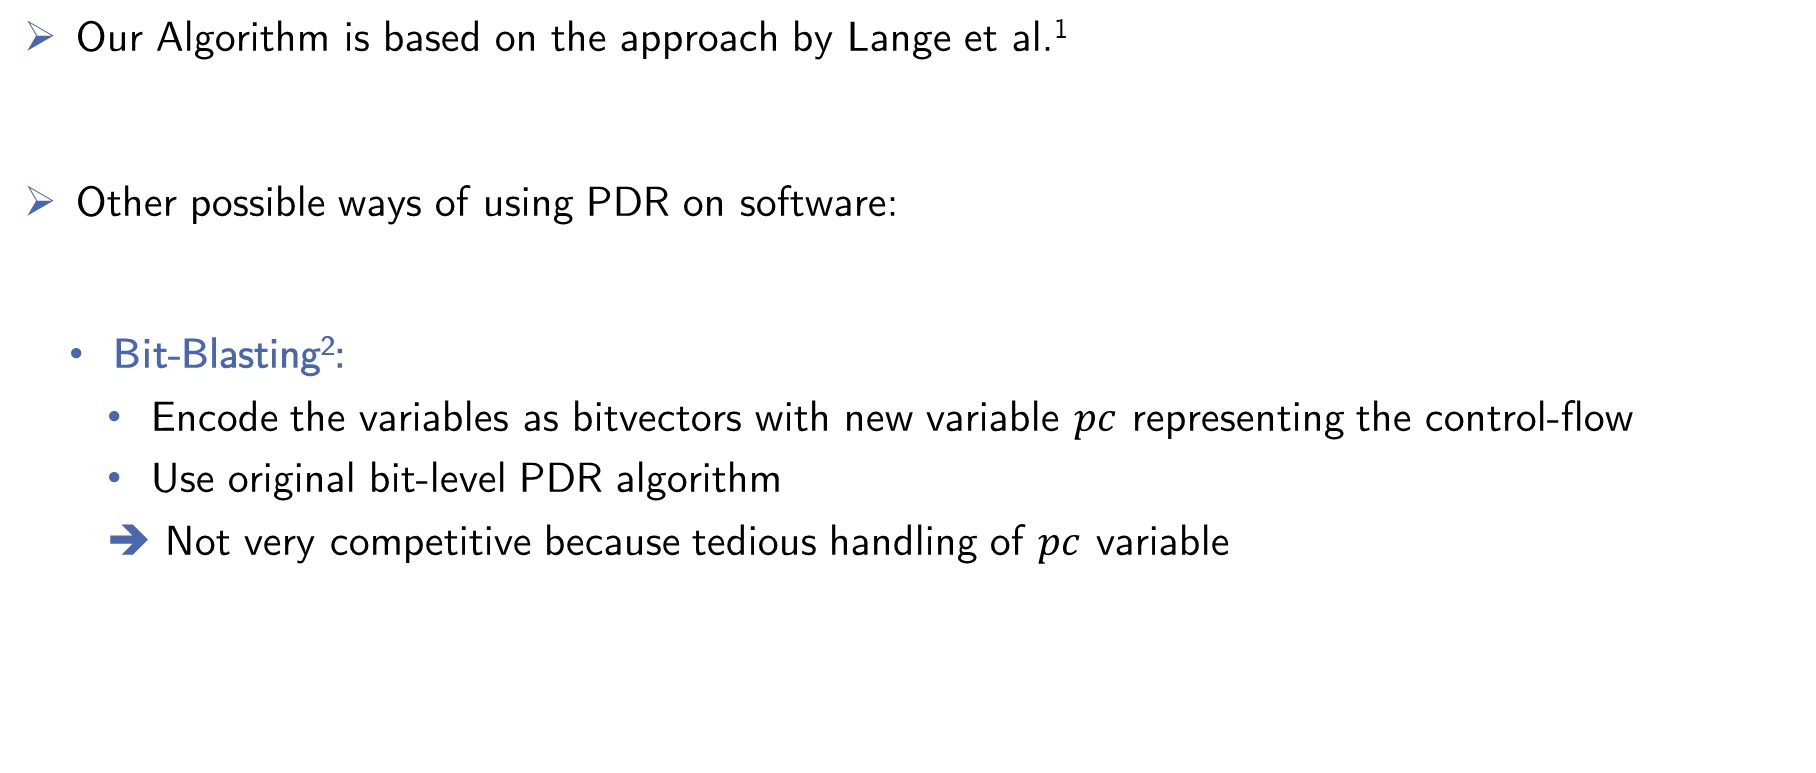 ➢ Our Algorithm is based on the approach by Lange et al.¹
➢ Other possible ways of using PDR on software:
• Bit-Blasting²:
• Encode the variables as bitvectors with new variable 𝑝𝑐 representing the control-flow
• Use original bit-level PDR algorithm
➔ Not very competitive because tedious handling of 𝑝𝑐 variable